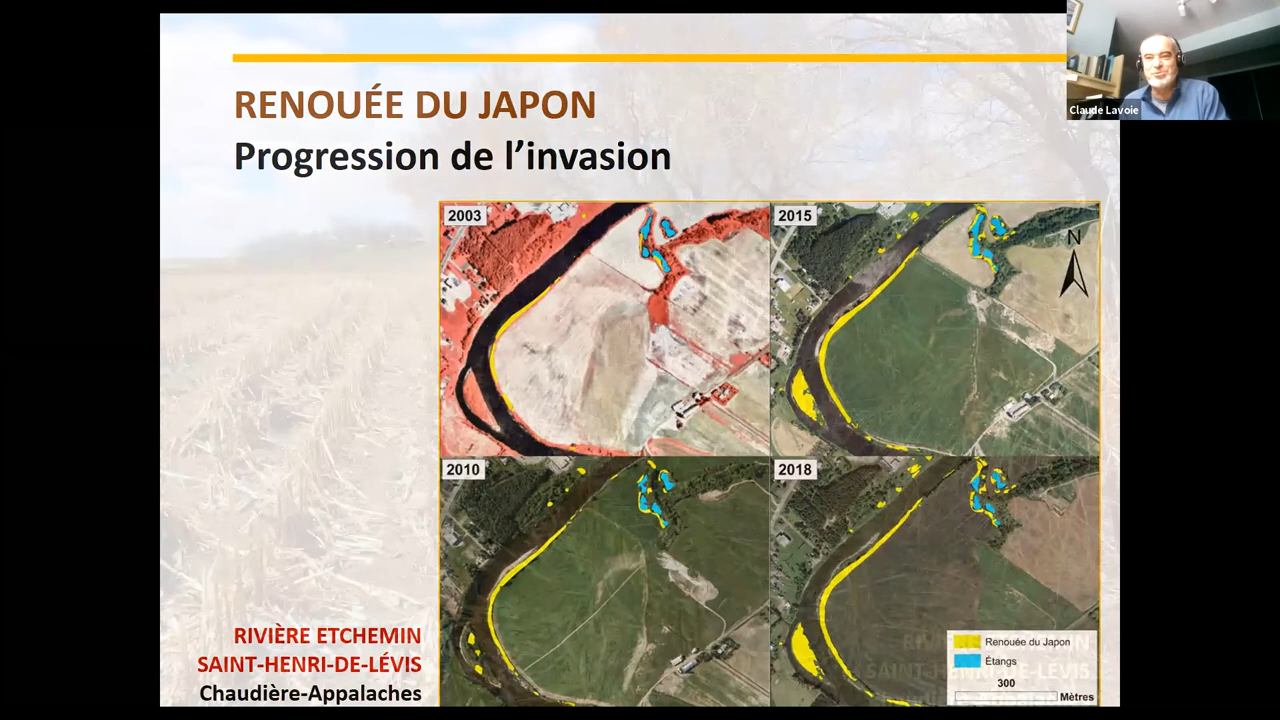 RENOUÉE DU JAPON
Progression de l'invasion
Claude Lavoie
2003
2015
N
2010
2018
RIVIÈRE ETCHEMIN
SAINT-HENRI-DE-LÉVIS
Chaudière-Appalaches
Renouée du Japon
Étangs
300
Mètres